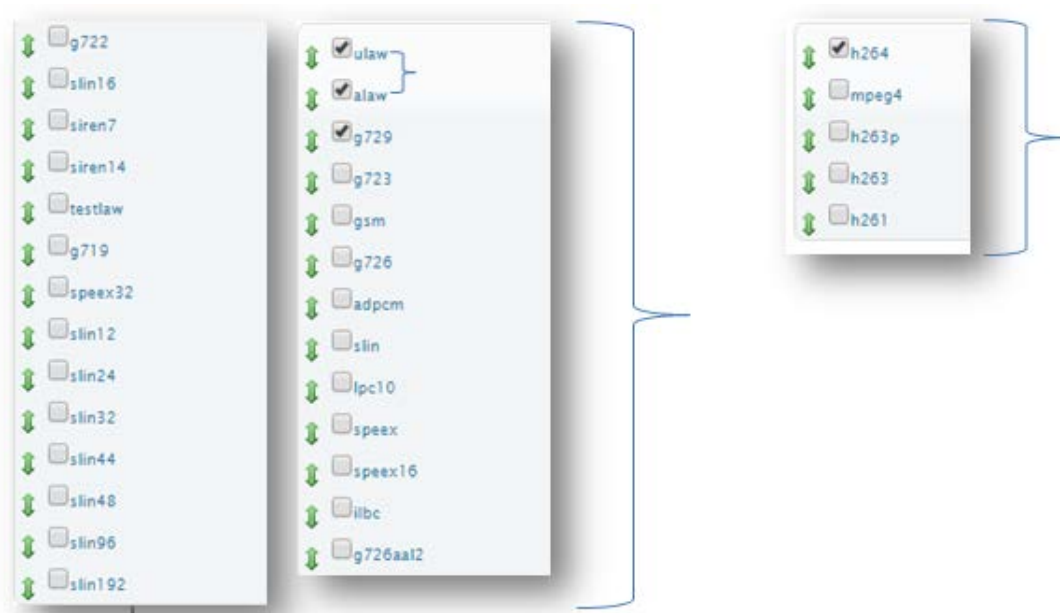 g722
slin16
siren7
siren14
testlaw
g719
speex32
slin12
slin24
slin32
slin44
slin48
slin96
slin192
ulaw
alaw
g729
g723
gsm
g726
adpcm
slin
lpc10
speex
speex16
ilbc
g726aal2
h264
mpeg4
h263p
h263
h261